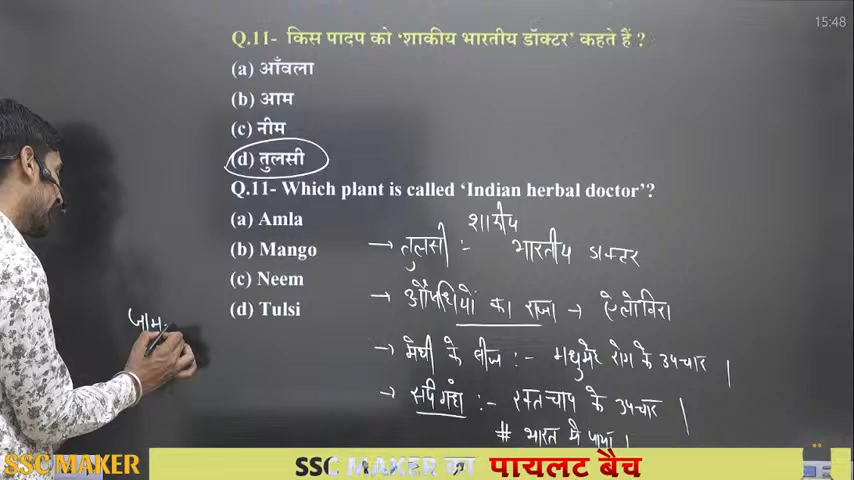 15:48
Q.11- किस पादप को ‘शाकीय भारतीय डॉक्टर’ कहते हैं ?
(a) आँवला
(b) आम
(c) नीम
(d) तुलसी
Q.11- Which plant is called ‘Indian herbal doctor’?
(a) Amla
(b) Mango
(c) Neem
(d) Tulsi
शाकीय
→ तुलसी :- भारतीय डाक्टर
→ औषधियों का राजा → ऐलोविरा
→ मेथी के बीज :- मधुमेह रोग के उपचार |
→ सर्पगंधा :- रक्तचाप के उपचार |
# भारत में पाया |
जाम
SSC MAKER
SSC MAKER का पायलट बैच